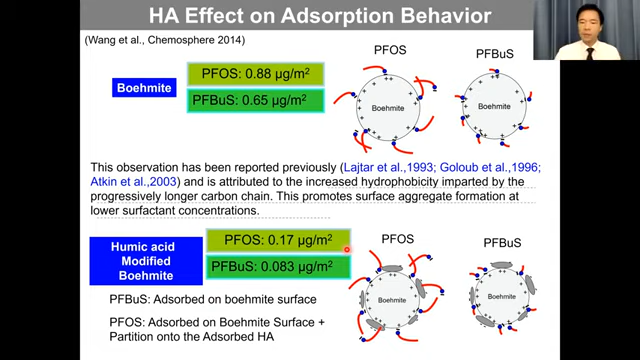 HA Effect on Adsorption Behavior
(Wang et al., Chemosphere 2014)
Boehmite
PFOS: 0.88 µg/m²
PFBuS: 0.65 µg/m²
PFOS
PFBuS
Boehmite
Boehmite
This observation has been reported previously (Lajtar et al.,1993; Goloub et al.,1996;
Atkin et al.,2003) and is attributed to the increased hydrophobicity imparted by the
progressively longer carbon chain. This promotes surface aggregate formation at
lower surfactant concentrations.
Humic acid
Modified
Boehmite
PFOS: 0.17 µg/m²
PFBuS: 0.083 µg/m²
PFOS
PFBuS
Boehmite
Boehmite
PFBuS: Adsorbed on boehmite surface
PFOS: Adsorbed on Boehmite Surface +
Partition onto the Adsorbed HA